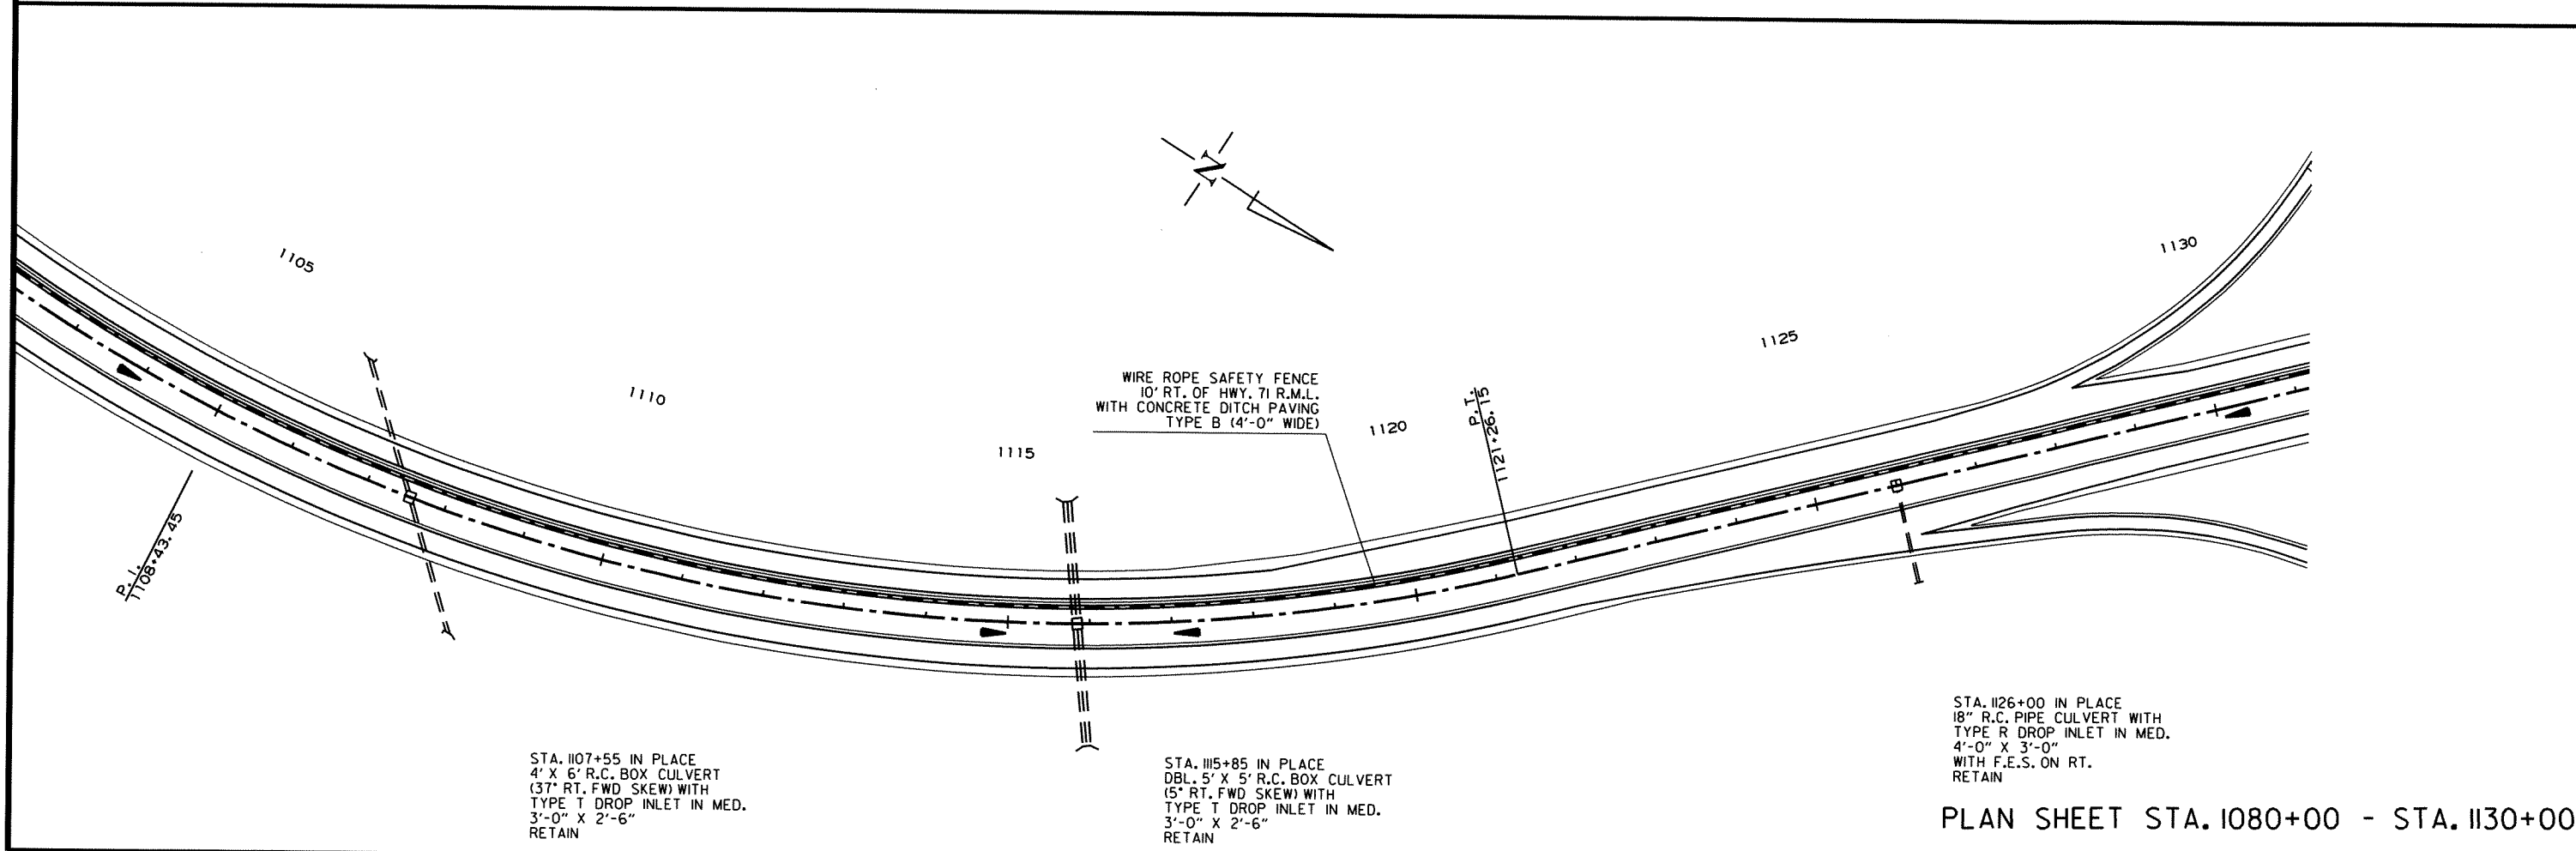 N
1105
1110
1115
1120
1125
1130
P.I.
1108+43.45
P.T.
1121+26.15
WIRE ROPE SAFETY FENCE
10' RT. OF HWY. 71 R.M.L.
WITH CONCRETE DITCH PAVING
TYPE B (4'-0" WIDE)
STA. 1107+55 IN PLACE
4' X 6' R.C. BOX CULVERT
(37° RT. FWD SKEW) WITH
TYPE T DROP INLET IN MED.
3'-0" X 2'-6"
RETAIN
STA. 1115+85 IN PLACE
DBL. 5' X 5' R.C. BOX CULVERT
(5° RT. FWD SKEW) WITH
TYPE T DROP INLET IN MED.
3'-0" X 2'-6"
RETAIN
STA. 1126+00 IN PLACE
18" R.C. PIPE CULVERT WITH
TYPE R DROP INLET IN MED.
4'-0" X 3'-0"
WITH F.E.S. ON RT.
RETAIN
PLAN SHEET STA. 1080+00 - STA. 1130+00